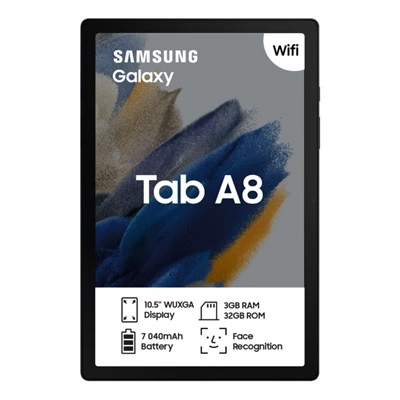 SAMSUNG
Galaxy
Wifi
Tab A8
10.5" WUXGA
Display
3GB RAM
32GB ROM
7 040mAh
Battery
Face
Recognition